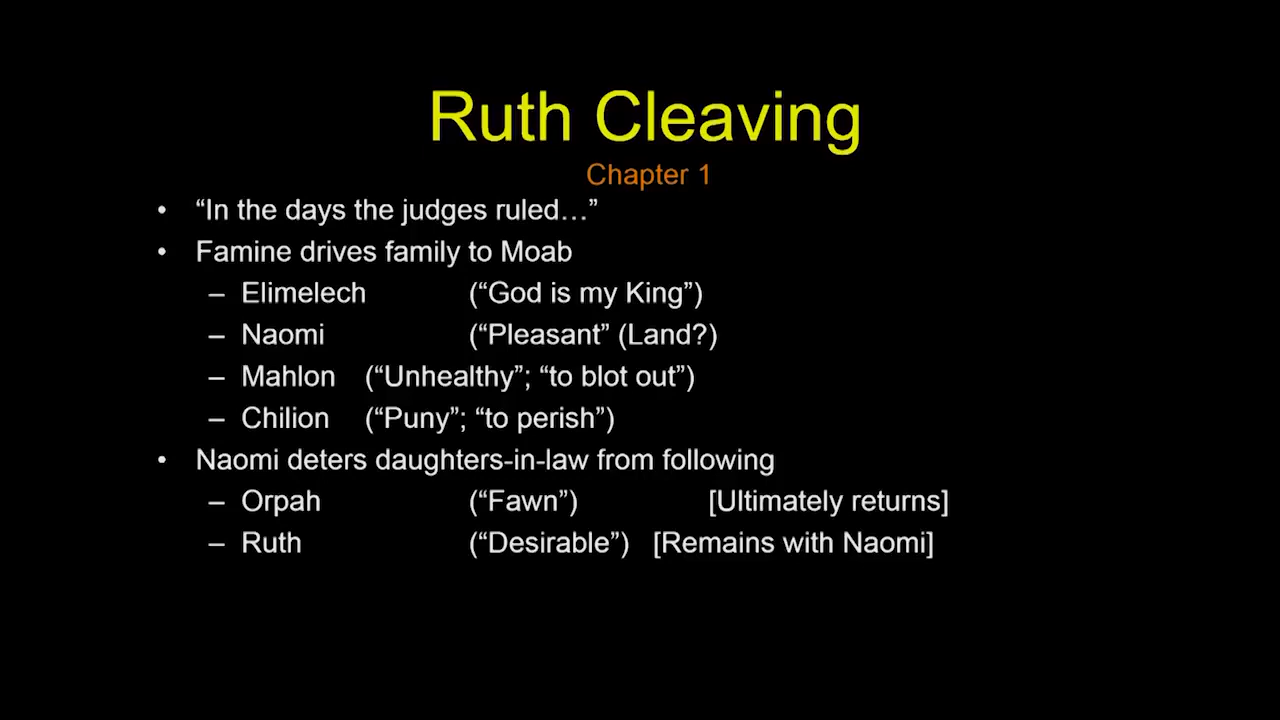 Ruth Cleaving
Chapter 1
• “In the days the judges ruled…”
• Famine drives family to Moab
– Elimelech (“God is my King”)
– Naomi (“Pleasant” (Land?)
– Mahlon (“Unhealthy”; “to blot out”)
– Chilion (“Puny”; “to perish”)
• Naomi deters daughters-in-law from following
– Orpah (“Fawn”) [Ultimately returns]
– Ruth (“Desirable”) [Remains with Naomi]